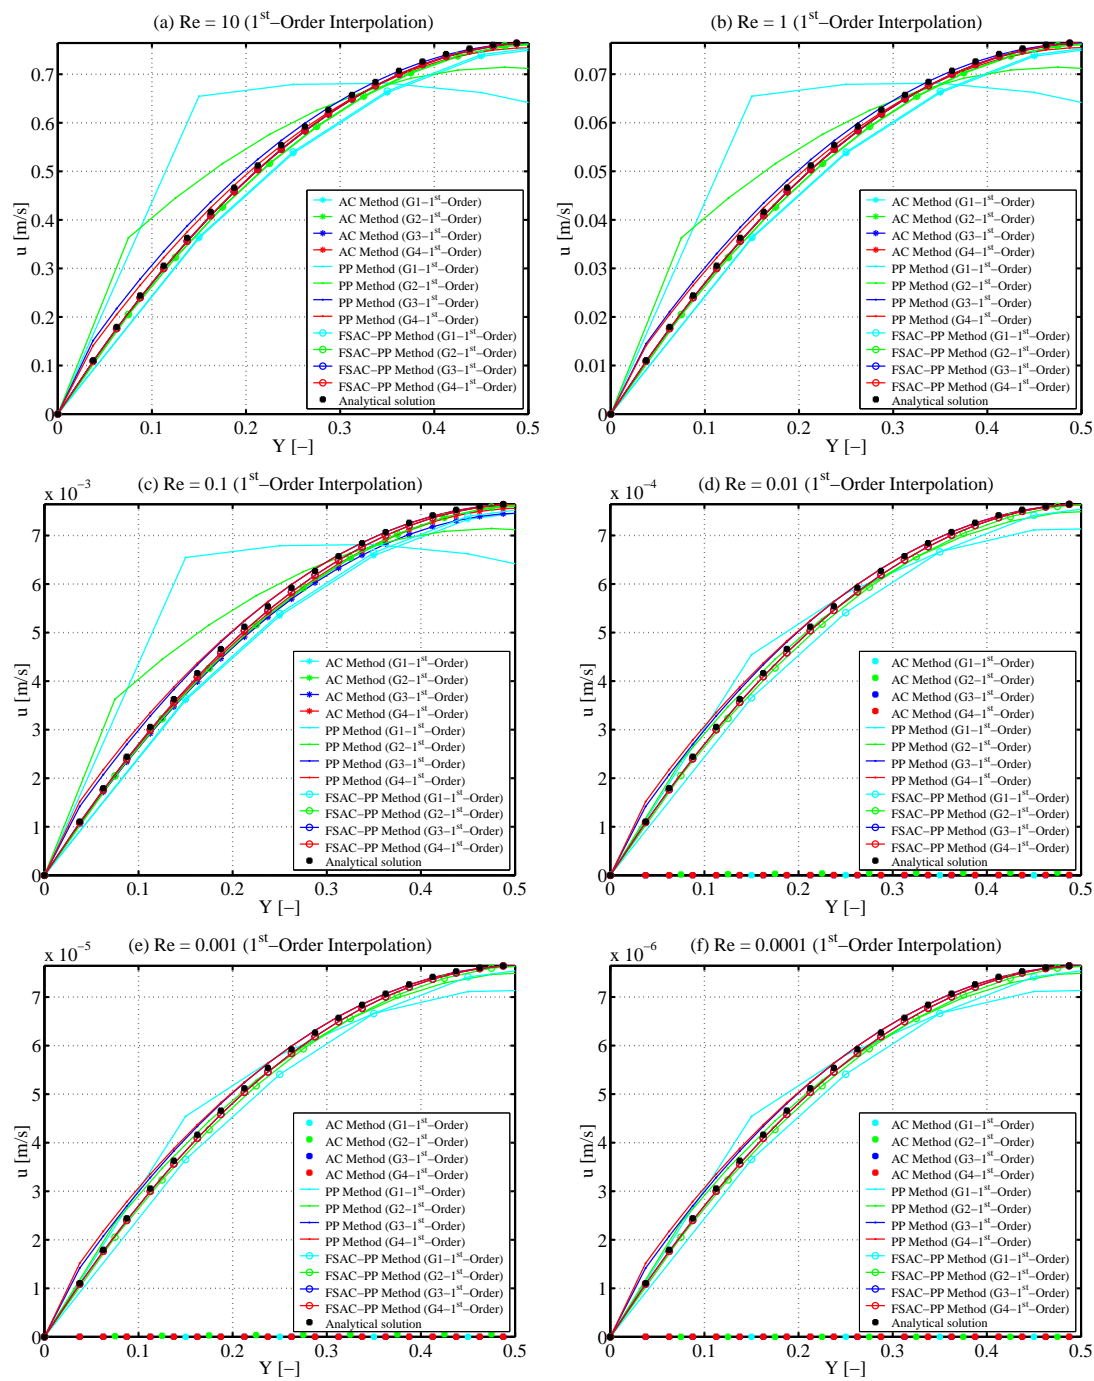 (a) Re = 10 (1st−Order Interpolation)
0.7
0.6
0.5
0.4
0.3
0.2
0.1
0
u [m/s]
AC Method (G1−1st−Order)
AC Method (G2−1st−Order)
AC Method (G3−1st−Order)
AC Method (G4−1st−Order)
PP Method (G1−1st−Order)
PP Method (G2−1st−Order)
PP Method (G3−1st−Order)
PP Method (G4−1st−Order)
FSAC−PP Method (G1−1st−Order)
FSAC−PP Method (G2−1st−Order)
FSAC−PP Method (G3−1st−Order)
FSAC−PP Method (G4−1st−Order)
Analytical solution
0 0.1 0.2 0.3 0.4 0.5
Y [−]
(b) Re = 1 (1st−Order Interpolation)
0.07
0.06
0.05
0.04
0.03
0.02
0.01
0
u [m/s]
AC Method (G1−1st−Order)
AC Method (G2−1st−Order)
AC Method (G3−1st−Order)
AC Method (G4−1st−Order)
PP Method (G1−1st−Order)
PP Method (G2−1st−Order)
PP Method (G3−1st−Order)
PP Method (G4−1st−Order)
FSAC−PP Method (G1−1st−Order)
FSAC−PP Method (G2−1st−Order)
FSAC−PP Method (G3−1st−Order)
FSAC−PP Method (G4−1st−Order)
Analytical solution
0 0.1 0.2 0.3 0.4 0.5
Y [−]
(c) Re = 0.1 (1st−Order Interpolation)
x 10−3
7
6
5
4
3
2
1
0
u [m/s]
AC Method (G1−1st−Order)
AC Method (G2−1st−Order)
AC Method (G3−1st−Order)
AC Method (G4−1st−Order)
PP Method (G1−1st−Order)
PP Method (G2−1st−Order)
PP Method (G3−1st−Order)
PP Method (G4−1st−Order)
FSAC−PP Method (G1−1st−Order)
FSAC−PP Method (G2−1st−Order)
FSAC−PP Method (G3−1st−Order)
FSAC−PP Method (G4−1st−Order)
Analytical solution
0 0.1 0.2 0.3 0.4 0.5
Y [−]
(d) Re = 0.01 (1st−Order Interpolation)
x 10−4
7
6
5
4
3
2
1
0
u [m/s]
AC Method (G1−1st−Order)
AC Method (G2−1st−Order)
AC Method (G3−1st−Order)
AC Method (G4−1st−Order)
PP Method (G1−1st−Order)
PP Method (G2−1st−Order)
PP Method (G3−1st−Order)
PP Method (G4−1st−Order)
FSAC−PP Method (G1−1st−Order)
FSAC−PP Method (G2−1st−Order)
FSAC−PP Method (G3−1st−Order)
FSAC−PP Method (G4−1st−Order)
Analytical solution
0 0.1 0.2 0.3 0.4 0.5
Y [−]
(e) Re = 0.001 (1st−Order Interpolation)
x 10−5
7
6
5
4
3
2
1
0
u [m/s]
AC Method (G1−1st−Order)
AC Method (G2−1st−Order)
AC Method (G3−1st−Order)
AC Method (G4−1st−Order)
PP Method (G1−1st−Order)
PP Method (G2−1st−Order)
PP Method (G3−1st−Order)
PP Method (G4−1st−Order)
FSAC−PP Method (G1−1st−Order)
FSAC−PP Method (G2−1st−Order)
FSAC−PP Method (G3−1st−Order)
FSAC−PP Method (G4−1st−Order)
Analytical solution
0 0.1 0.2 0.3 0.4 0.5
Y [−]
(f) Re = 0.0001 (1st−Order Interpolation)
x 10−6
7
6
5
4
3
2
1
0
u [m/s]
AC Method (G1−1st−Order)
AC Method (G2−1st−Order)
AC Method (G3−1st−Order)
AC Method (G4−1st−Order)
PP Method (G1−1st−Order)
PP Method (G2−1st−Order)
PP Method (G3−1st−Order)
PP Method (G4−1st−Order)
FSAC−PP Method (G1−1st−Order)
FSAC−PP Method (G2−1st−Order)
FSAC−PP Method (G3−1st−Order)
FSAC−PP Method (G4−1st−Order)
Analytical solution
0 0.1 0.2 0.3 0.4 0.5
Y [−]